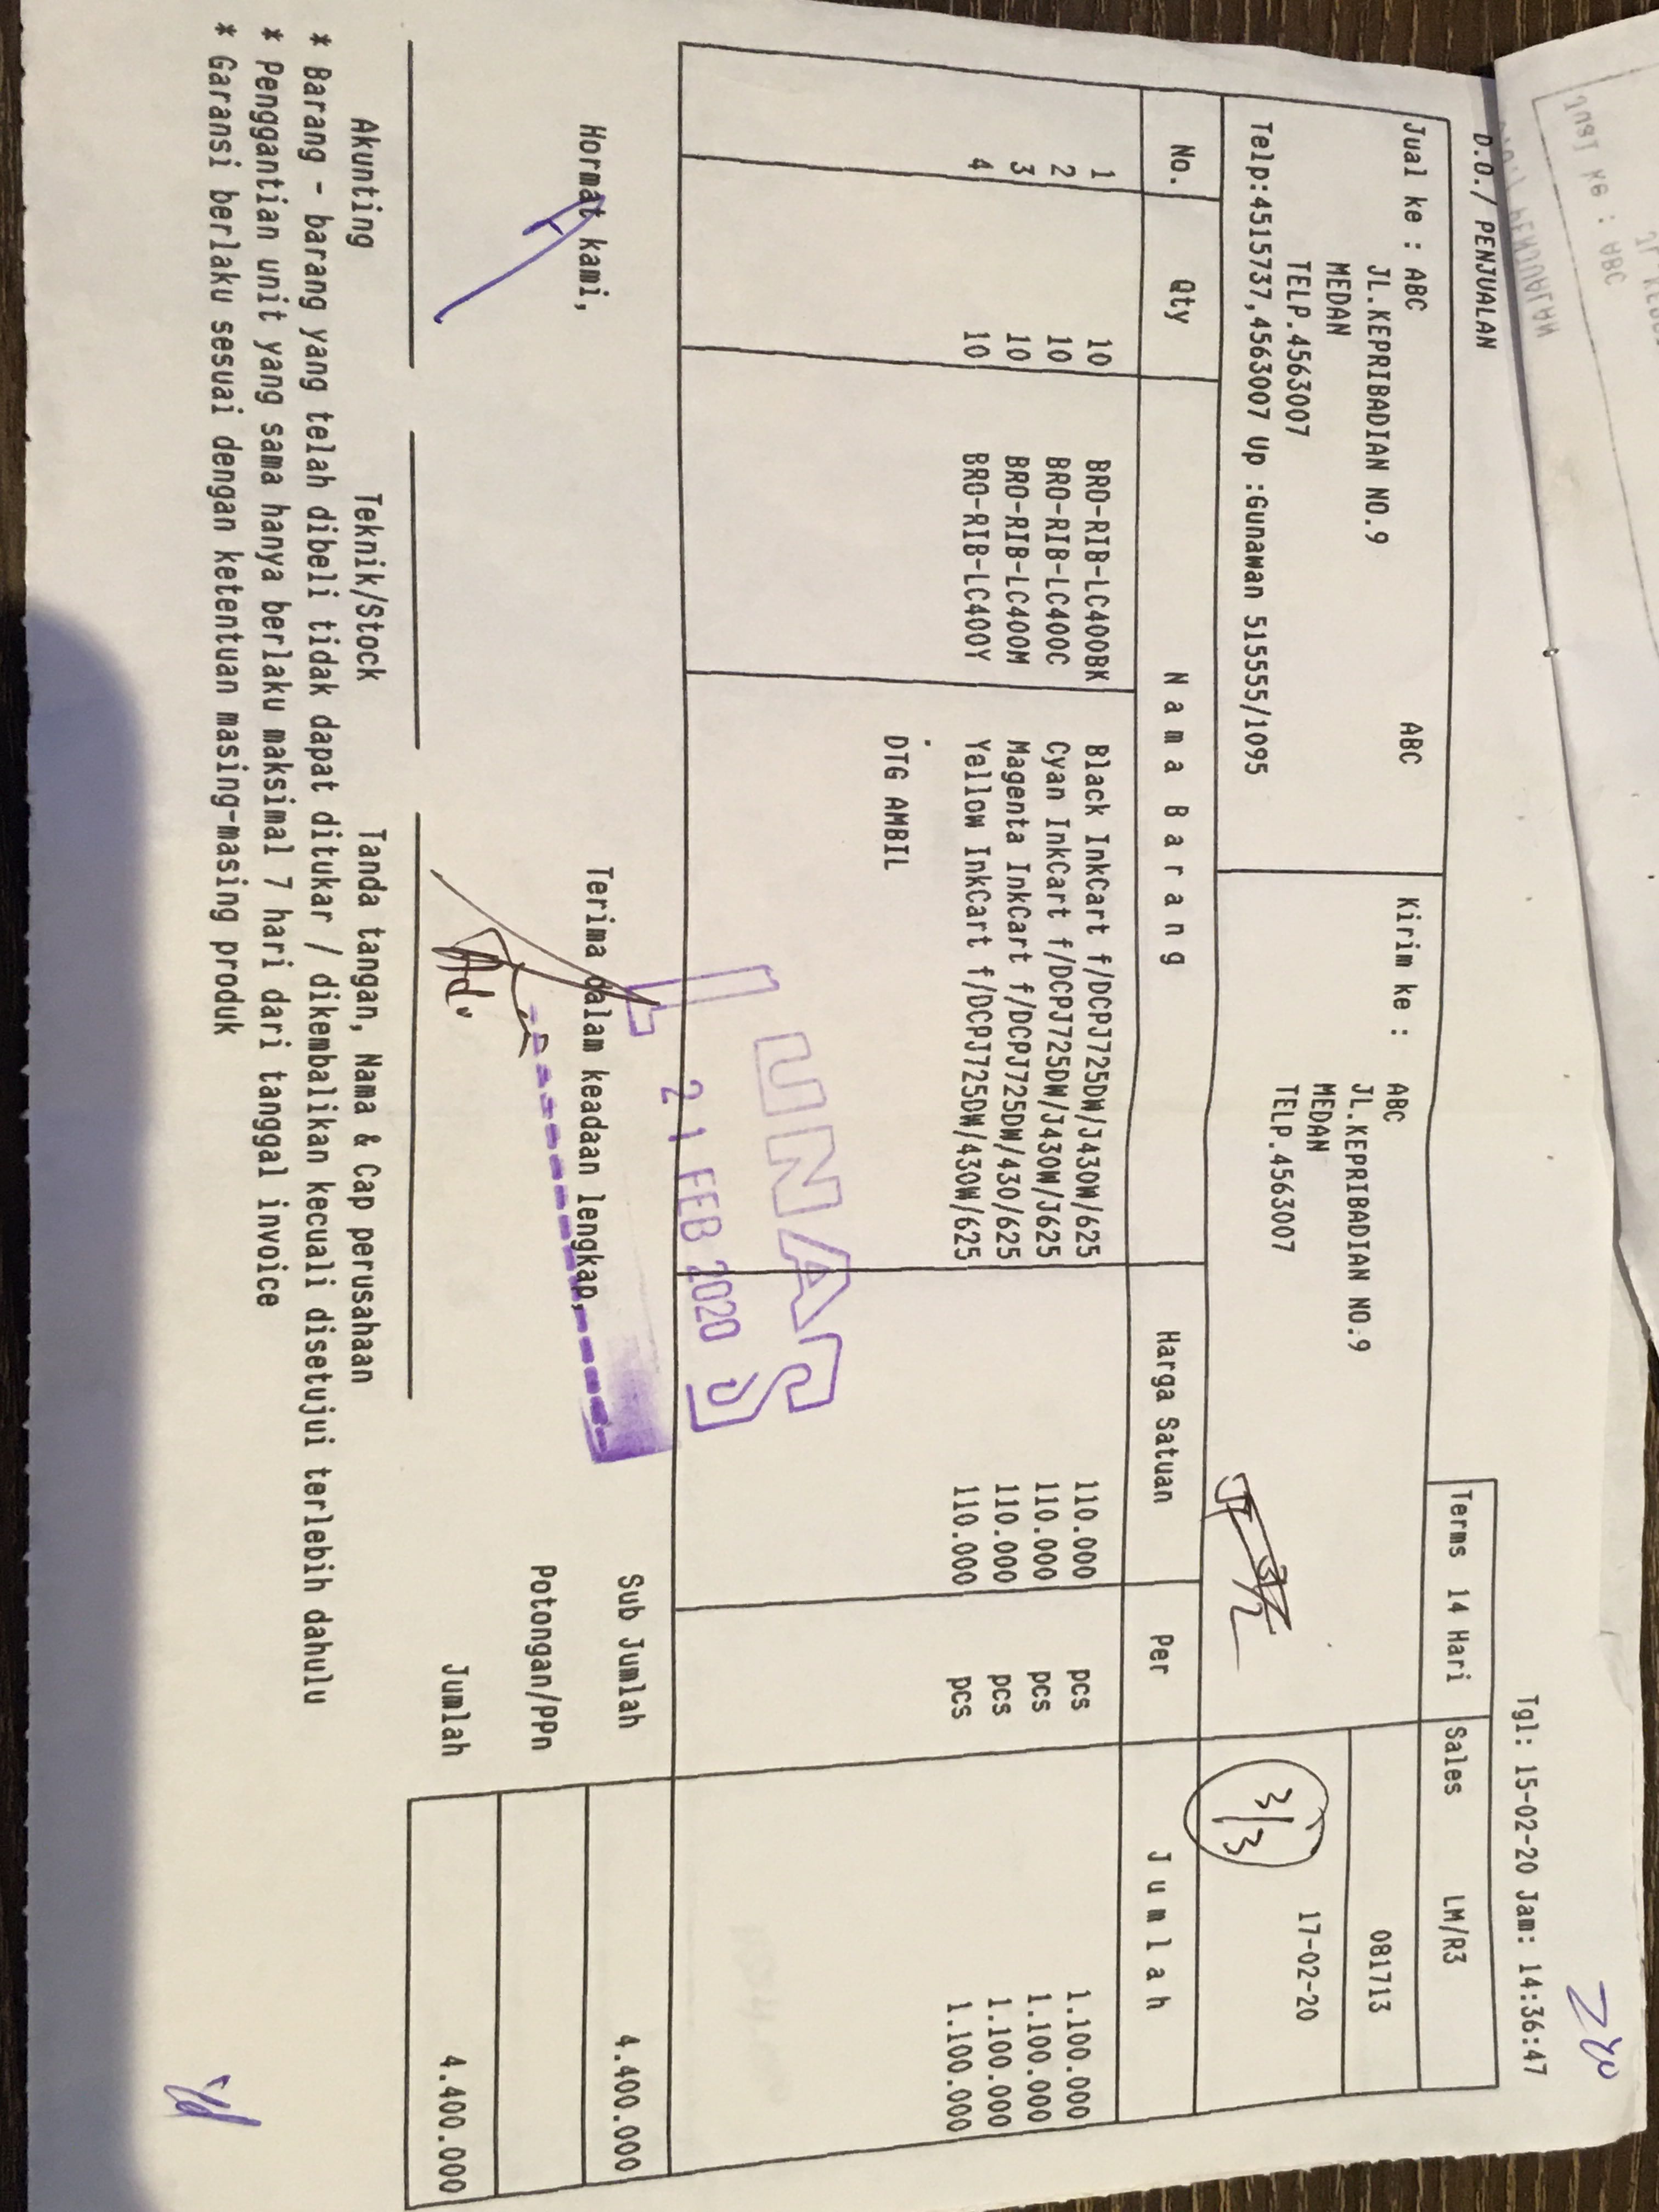 Tgl: 15-02-20 Jam: 14:36:47
D.O./ PENJUALAN
Terms 14 Hari Sales LM/R3
Jual ke : ABC ABC
JL.KEPRIBADIAN NO.9
MEDAN
TELP.4563007
Telp:4515737,4563007 Up :Gunawan 515555/1095
Kirim ke : ABC
JL.KEPRIBADIAN NO.9
MEDAN
TELP.4563007
081713
17-02-20
3/3
No. Qty Nama Barang Harga Satuan Per Jumlah
1 10 BRO-RIB-LC400BK Black InkCart f/DCPJ725DW/J430W/625 110.000 pcs 1.100.000
2 10 BRO-RIB-LC400C Cyan InkCart f/DCPJ725DW/J430W/J625 110.000 pcs 1.100.000
3 10 BRO-RIB-LC400M Magenta InkCart f/DCPJ725DW/430/625 110.000 pcs 1.100.000
4 10 BRO-RIB-LC400Y Yellow InkCart f/DCPJ725DW/430W/625 110.000 pcs 1.100.000
DTG AMBIL
LUNAS
21 FEB 2020
Hormat kami, Terima dalam keadaan lengkap, Sub Jumlah 4.400.000
Potongan/PPn
Jumlah 4.400.000
Akunting Teknik/Stock Tanda tangan, Nama & Cap perusahaan
* Barang - barang yang telah dibeli tidak dapat ditukar / dikembalikan kecuali disetujui terlebih dahulu
* Penggantian unit yang sama hanya berlaku maksimal 7 hari dari tanggal invoice
* Garansi berlaku sesuai dengan ketentuan masing-masing produk